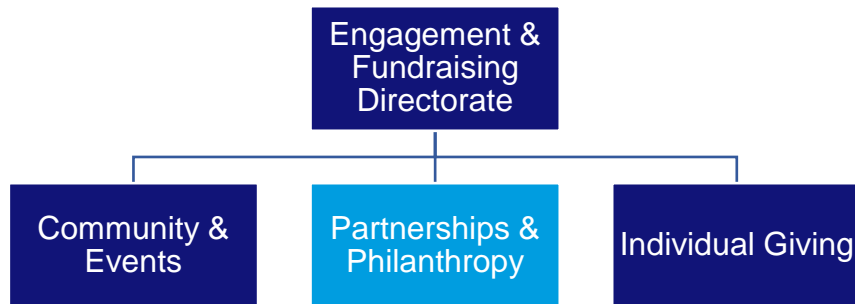 Engagement &
Fundraising
Directorate
Community &
Events
Partnerships &
Philanthropy
Individual Giving